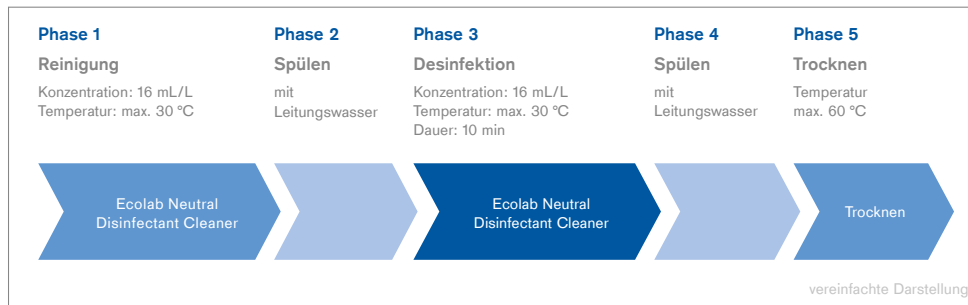 Phase 1
Reinigung
Konzentration: 16 mL/L
Temperatur: max. 30 °C
Phase 2
Spülen
mit
Leitungswasser
Phase 3
Desinfektion
Konzentration: 16 mL/L
Temperatur: max. 30 °C
Dauer: 10 min
Phase 4
Spülen
mit
Leitungswasser
Phase 5
Trocknen
Temperatur
max. 60 °C
Ecolab Neutral
Disinfectant Cleaner
Ecolab Neutral
Disinfectant Cleaner
Trocknen
vereinfachte Darstellung